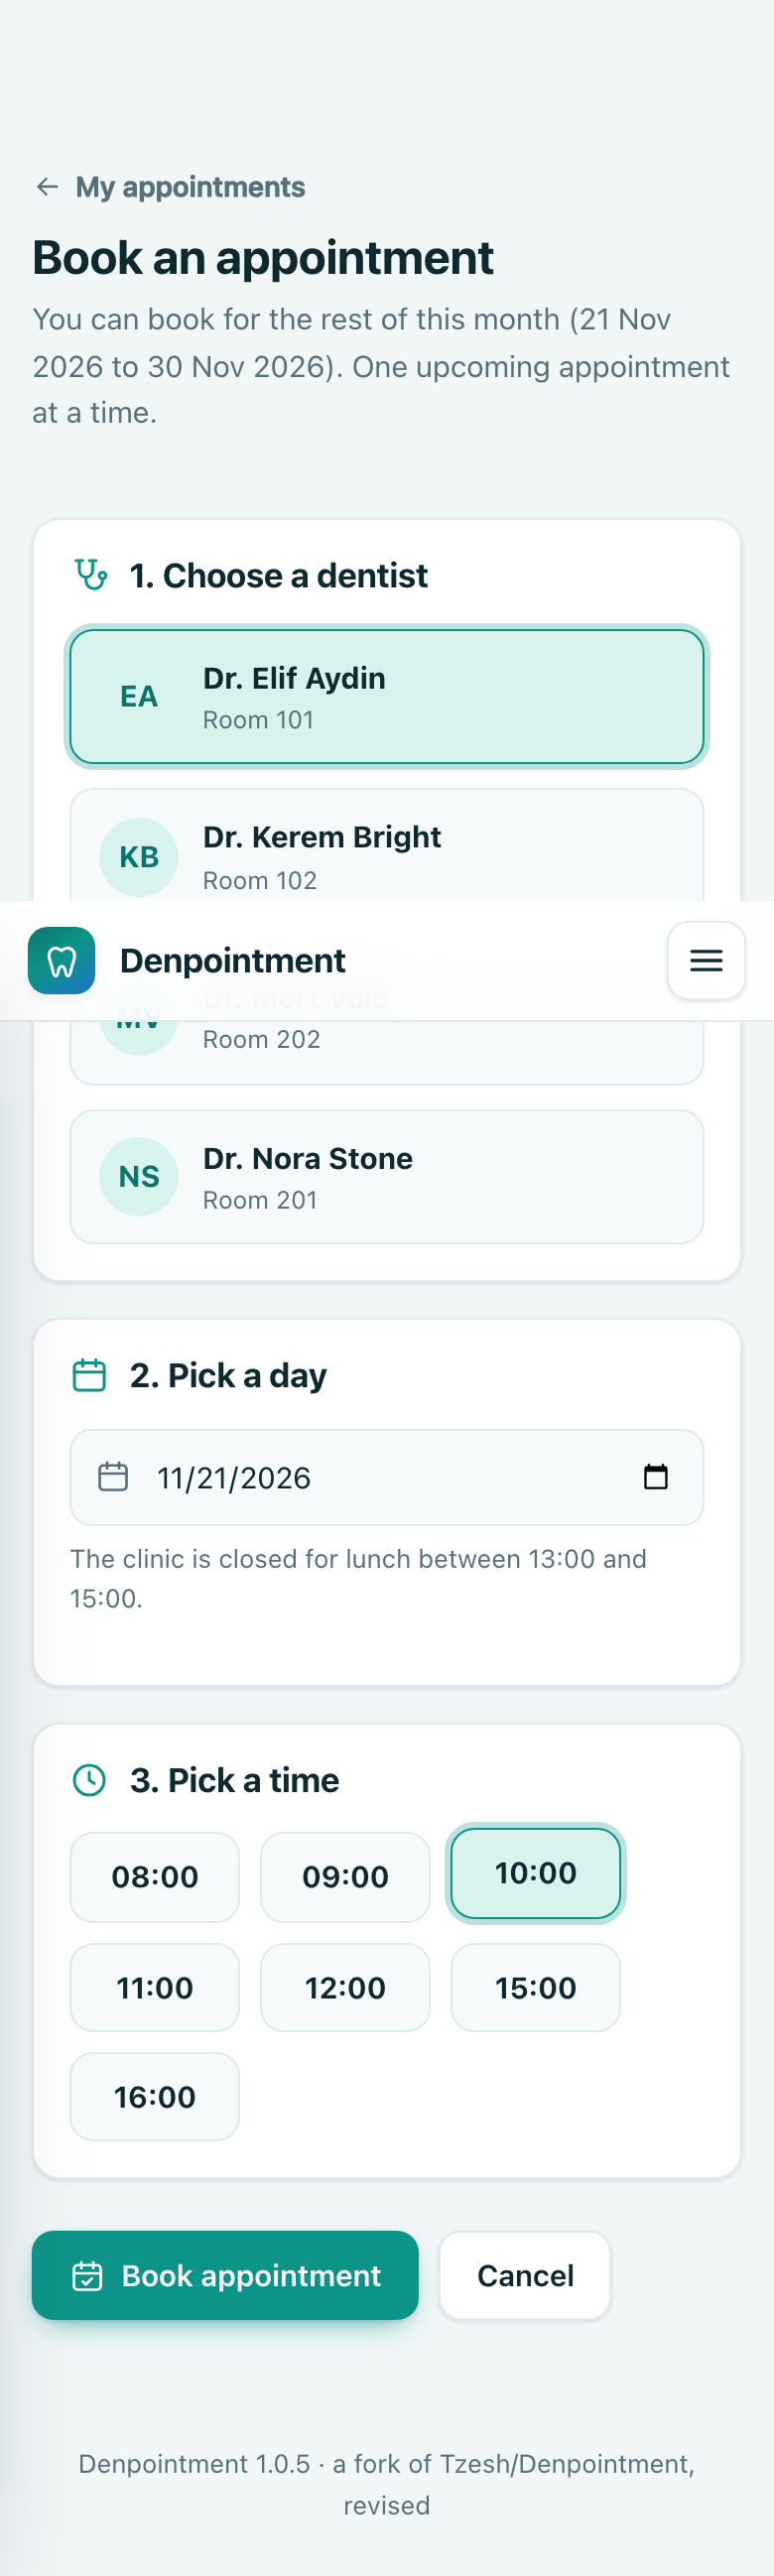 My appointments
Book an appointment
You can book for the rest of this month (21 Nov
2026 to 30 Nov 2026). One upcoming appointment
at a time.
1. Choose a dentist
EA
Dr. Elif Aydin
Room 101
KB
Dr. Kerem Bright
Room 102
Denpointment
Dr. Mert Vale
MV
Room 202
NS
Dr. Nora Stone
Room 201
2. Pick a day
11/21/2026
The clinic is closed for lunch between 13:00 and
15:00.
3. Pick a time
08:00
09:00
10:00
11:00
12:00
15:00
16:00
Book appointment
Cancel
Denpointment 1.0.5 · a fork of Tzesh/Denpointment,
revised